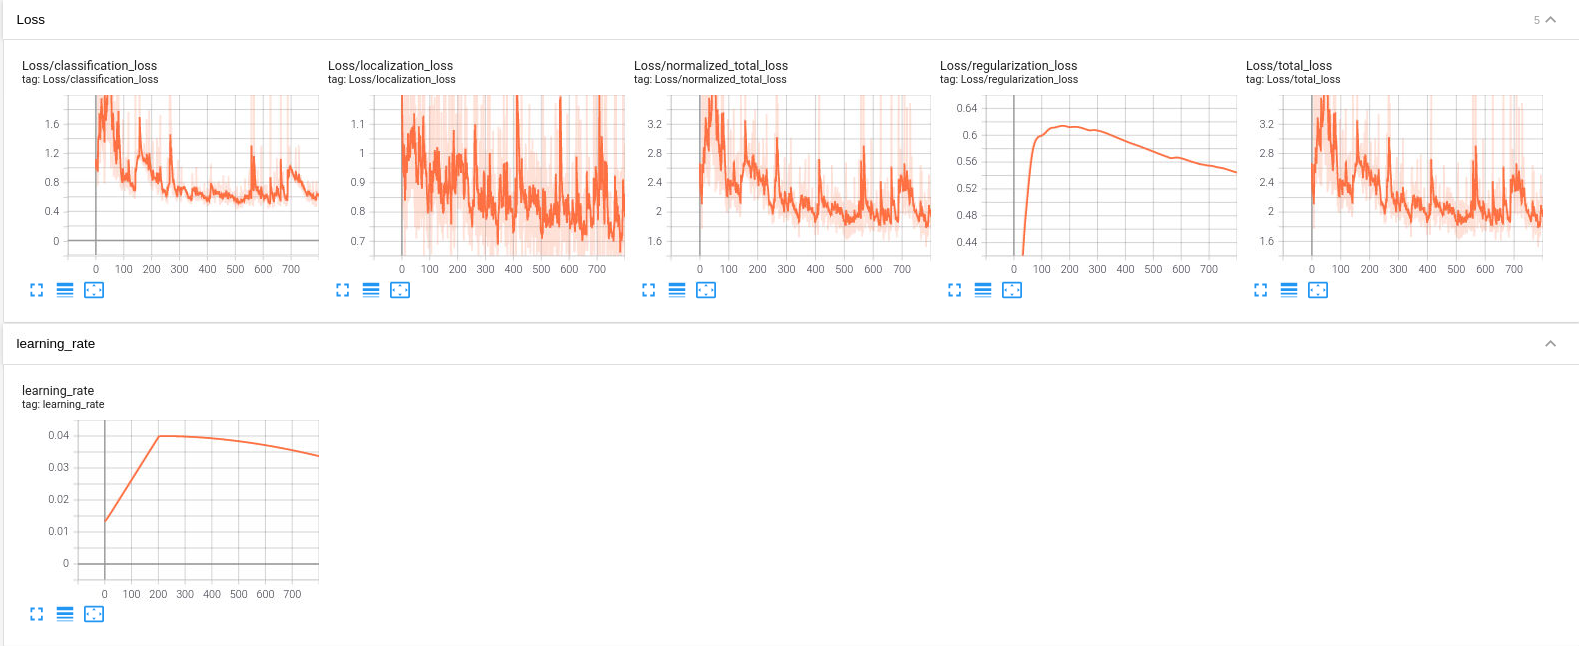 Loss 5
Loss/classification_loss
tag: Loss/classification_loss
1.6
1.2
0.8
0.4
0
0 100 200 300 400 500 600 700
Loss/localization_loss
tag: Loss/localization_loss
1.1
1
0.9
0.8
0.7
0 100 200 300 400 500 600 700
Loss/normalized_total_loss
tag: Loss/normalized_total_loss
3.2
2.8
2.4
2
1.6
0 100 200 300 400 500 600 700
Loss/regularization_loss
tag: Loss/regularization_loss
0.64
0.6
0.56
0.52
0.48
0.44
0 100 200 300 400 500 600 700
Loss/total_loss
tag: Loss/total_loss
3.2
2.8
2.4
2
1.6
0 100 200 300 400 500 600 700
learning_rate
learning_rate
tag: learning_rate
0.04
0.03
0.02
0.01
0
0 100 200 300 400 500 600 700